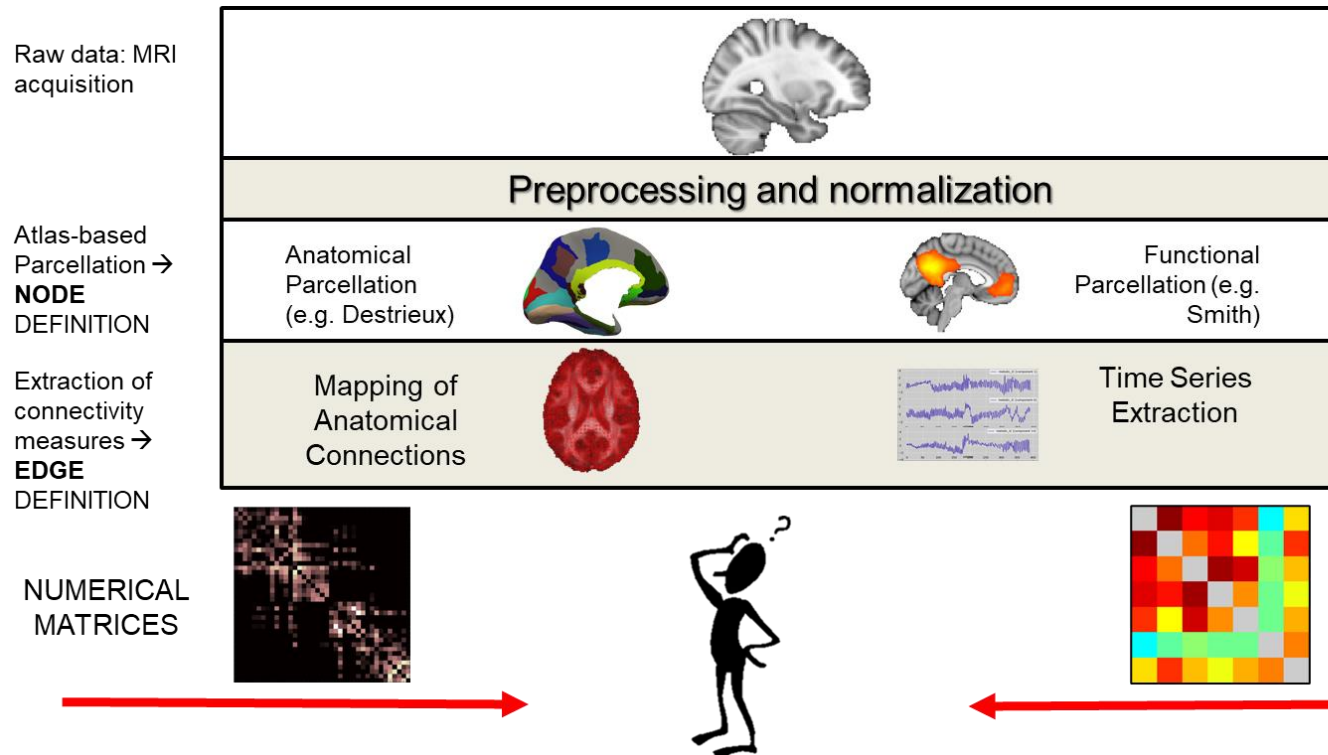 Raw data: MRI
acquisition
Preprocessing and normalization
Atlas-based
Parcellation →
NODE
DEFINITION
Anatomical
Parcellation
(e.g. Destrieux)
Functional
Parcellation (e.g.
Smith)
Extraction of
connectivity
measures →
EDGE
DEFINITION
Mapping of
Anatomical
Connections
Time Series
Extraction
NUMERICAL
MATRICES
?